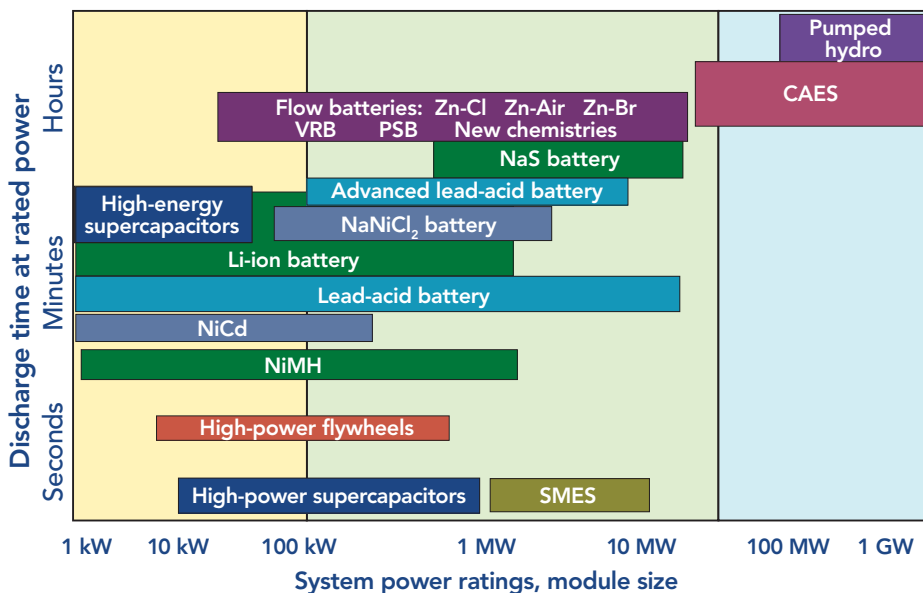 Discharge time at rated power
Hours
Minutes
Seconds
Pumped
hydro
CAES
Flow batteries: Zn-Cl Zn-Air Zn-Br
VRB PSB New chemistries
NaS battery
Advanced lead-acid battery
High-energy
supercapacitors
NaNiCl₂ battery
Li-ion battery
Lead-acid battery
NiCd
NiMH
High-power flywheels
High-power supercapacitors
SMES
1 kW 10 kW 100 kW 1 MW 10 MW 100 MW 1 GW
System power ratings, module size